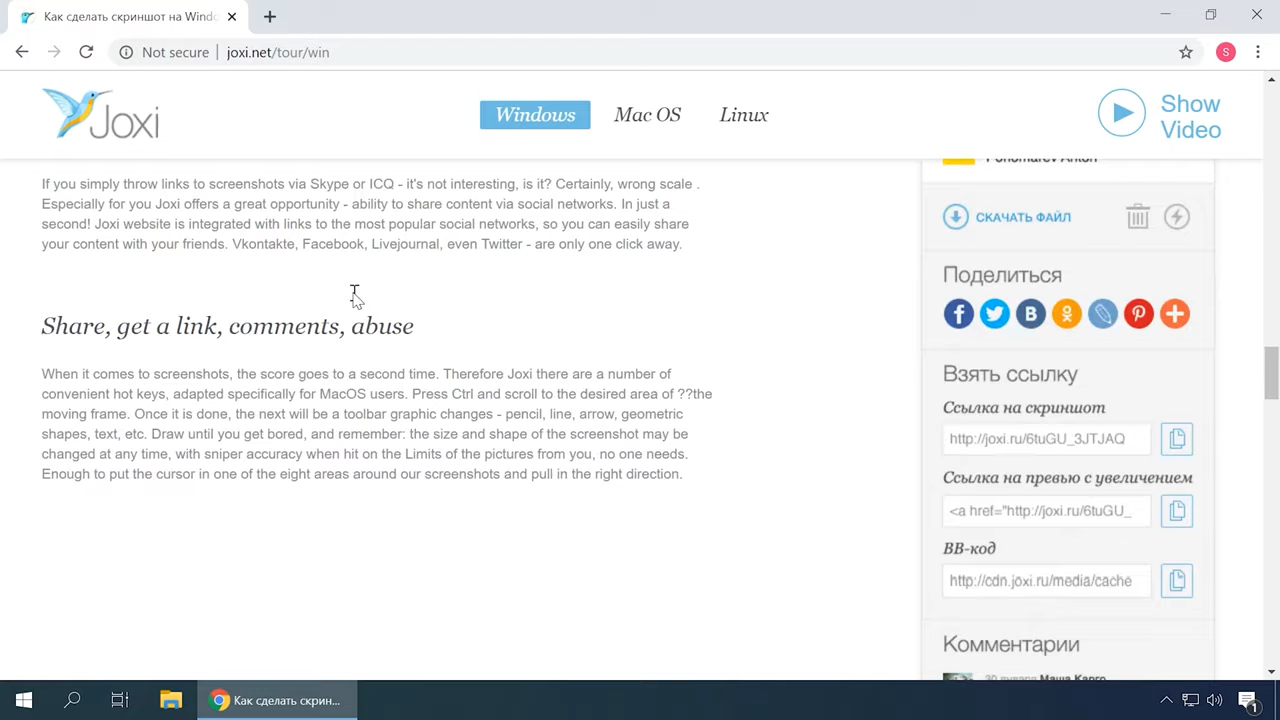 Как сделать скриншот на Windo
Not secure
joxi.net/tour/win
S
Joxi
Windows
Mac OS
Linux
Show
Video
If you simply throw links to screenshots via Skype or ICQ - it's not interesting, is it? Certainly, wrong scale .
Especially for you Joxi offers a great opportunity - ability to share content via social networks. In just a
second! Joxi website is integrated with links to the most popular social networks, so you can easily share
your content with your friends. Vkontakte, Facebook, Livejournal, even Twitter - are only one click away.
Share, get a link, comments, abuse
When it comes to screenshots, the score goes to a second time. Therefore Joxi there are a number of
convenient hot keys, adapted specifically for MacOS users. Press Ctrl and scroll to the desired area of ??the
moving frame. Once it is done, the next will be a toolbar graphic changes - pencil, line, arrow, geometric
shapes, text, etc. Draw until you get bored, and remember: the size and shape of the screenshot may be
changed at any time, with sniper accuracy when hit on the Limits of the pictures from you, no one needs.
Enough to put the cursor in one of the eight areas around our screenshots and pull in the right direction.
Ponomarev Anton
СКАЧАТЬ ФАЙЛ
Поделиться
Взять ссылку
Ссылка на скриншот
http://joxi.ru/6tuGU_3JTJAQ
Ссылка на превью с увеличением
<a href="http://joxi.ru/6tuGU_
BB-код
http://cdn.joxi.ru/media/cache
Комментарии
30 января Маша Карго
Как сделать скрин...
1